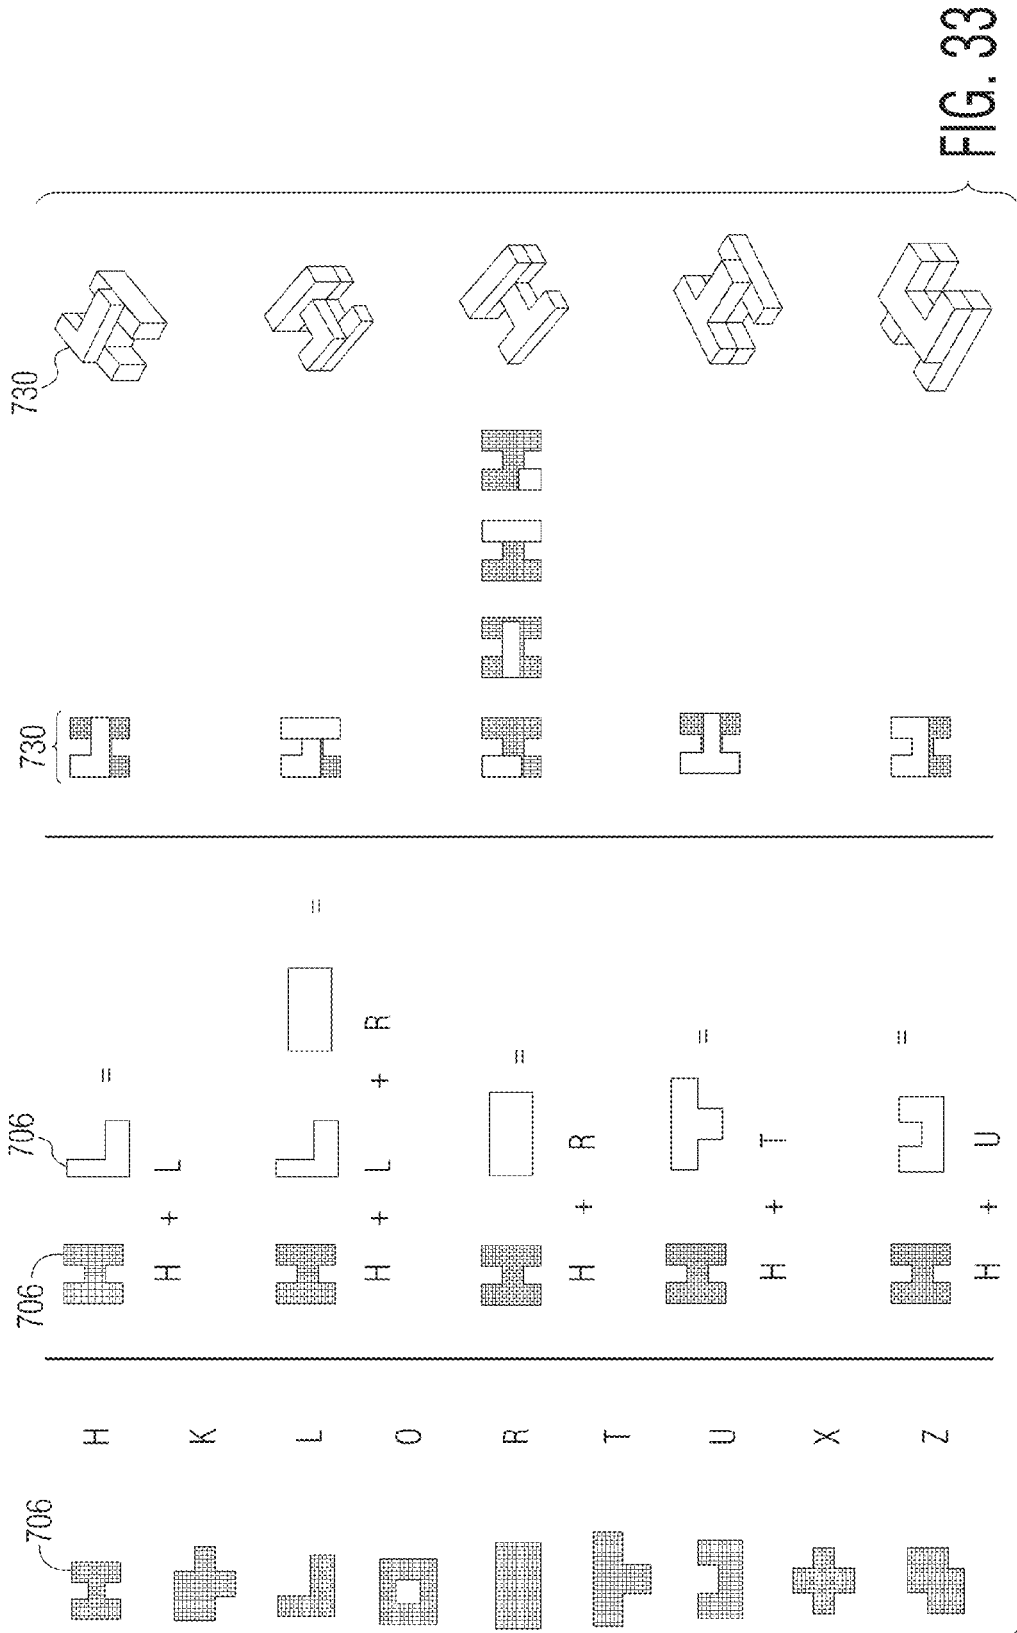 706
H
K
L
O
R
T
U
X
Z
706 706
=
H + L
=
H + L + R
=
H + R
=
H + T
=
H + U
730
730
FIG. 33